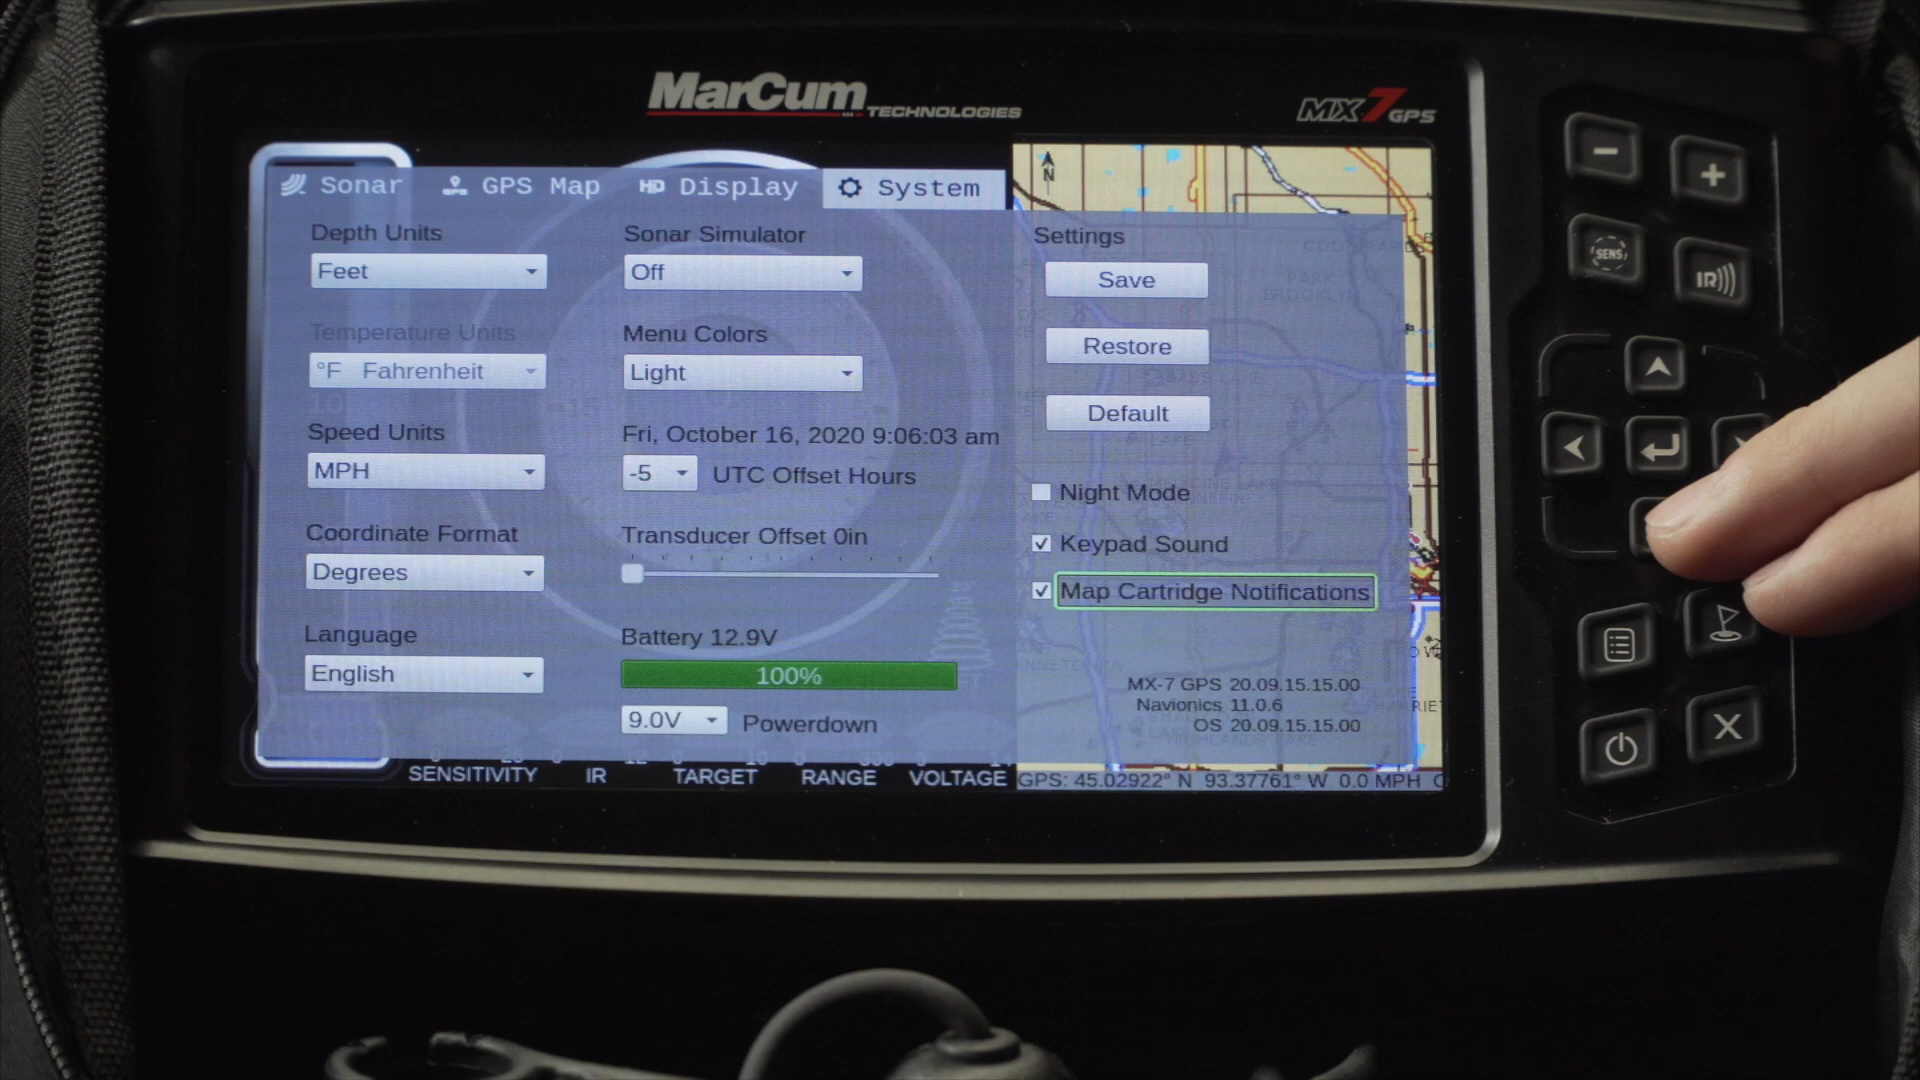 MarCum TECHNOLOGIES
MX7 GPS
Sonar GPS Map HD Display System
Depth Units
Feet
Temperature Units
°F Fahrenheit
Speed Units
MPH
Coordinate Format
Degrees
Language
English
Sonar Simulator
Off
Menu Colors
Light
Fri, October 16, 2020 9:06:03 am
-5 UTC Offset Hours
Transducer Offset 0in
Battery 12.9V
100%
9.0V Powerdown
Settings
Save
Restore
Default
Night Mode
Keypad Sound
Map Cartridge Notifications
MX-7 GPS 20.09.15.15.00
Navionics 11.0.6
OS 20.09.15.15.00
SENSITIVITY IR TARGET RANGE VOLTAGE
GPS: 45.02922° N 93.37761° W 0.0 MPH
N
SENS
IR